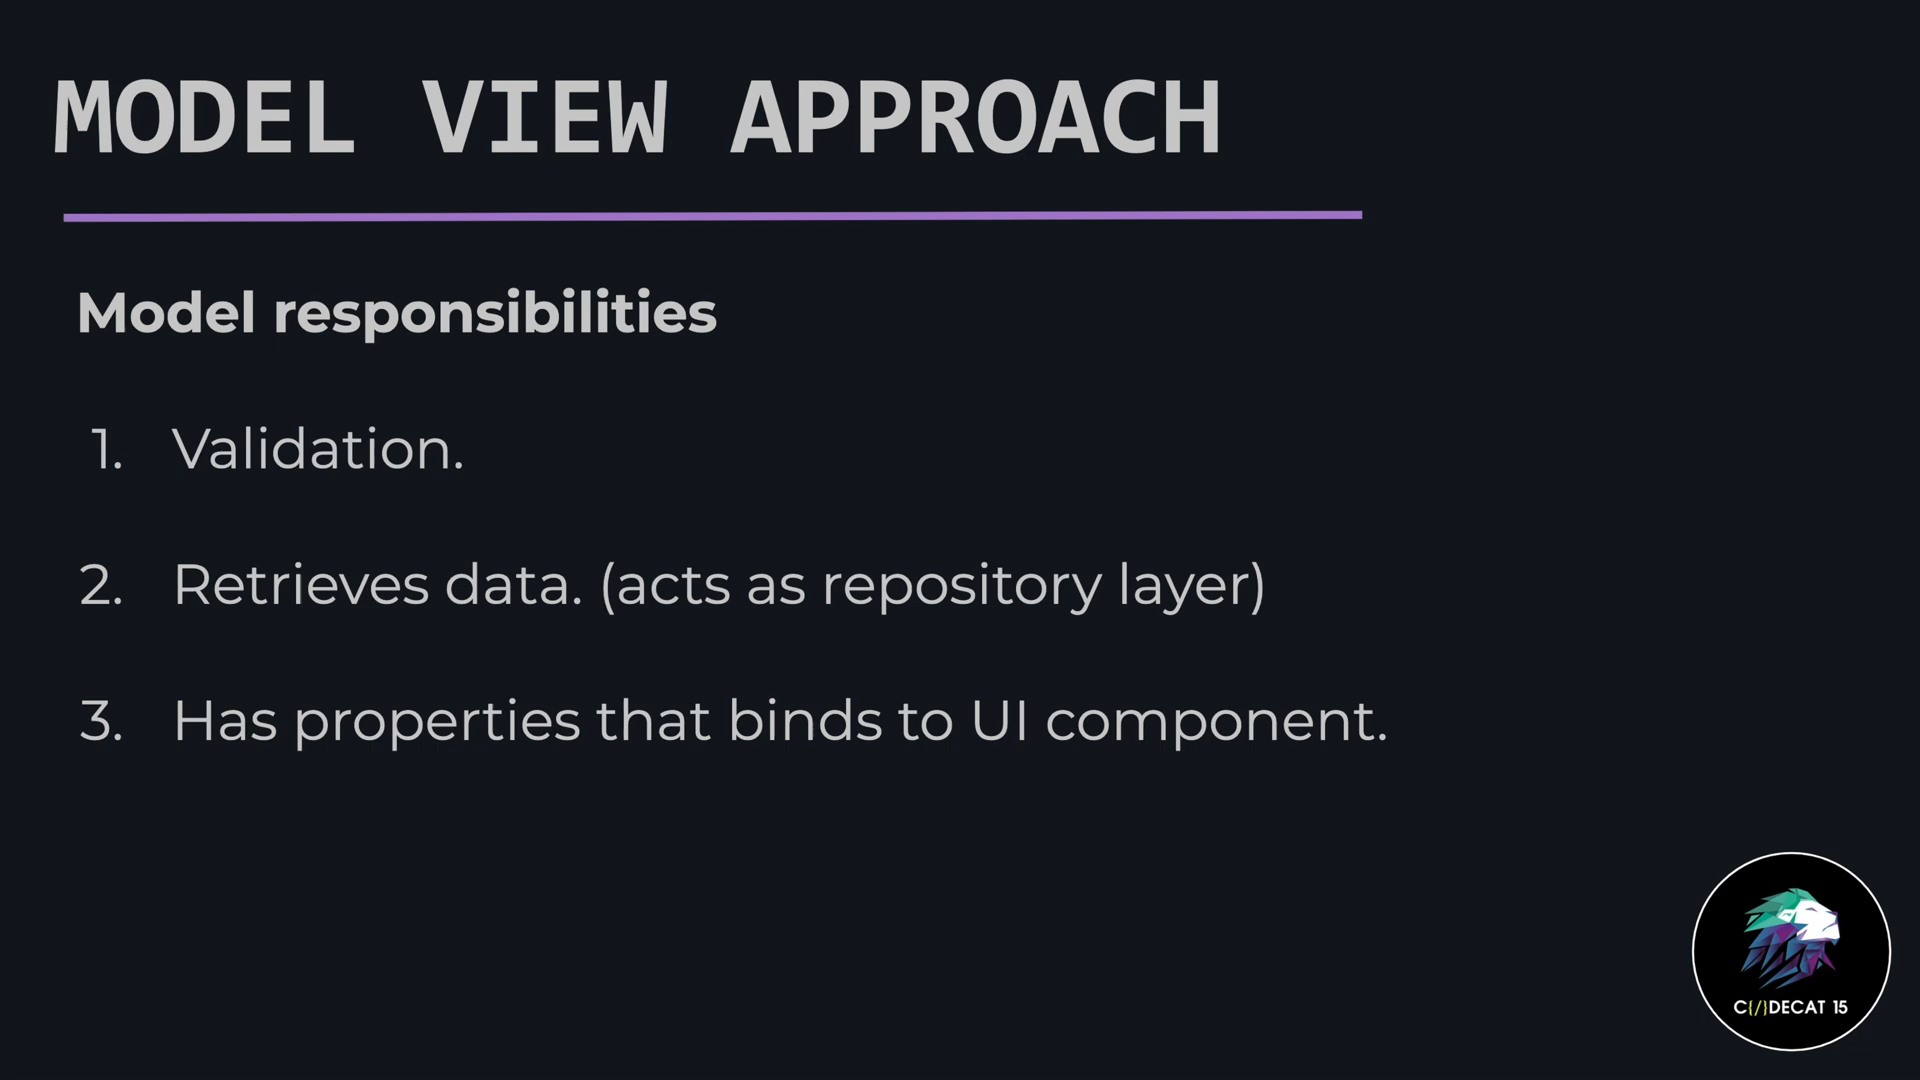 MODEL VIEW APPROACH
Model responsibilities
1. Validation.
2. Retrieves data. (acts as repository layer)
3. Has properties that binds to UI component.
C{/}DECAT 15